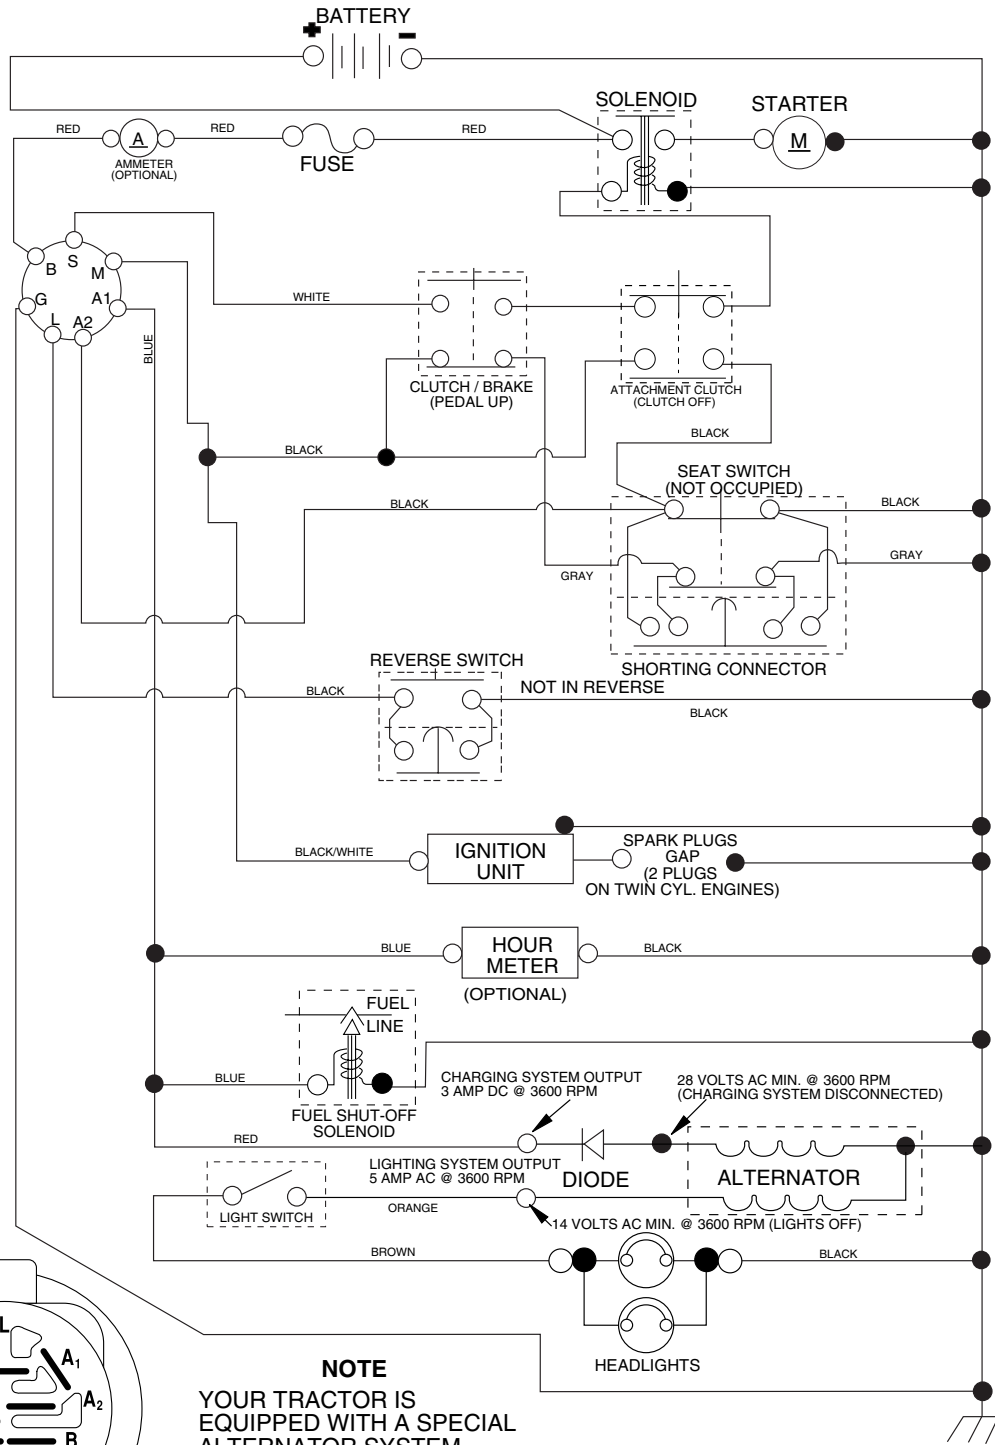 BATTERY
+ -
SOLENOID
STARTER
RED
A
RED
RED
M
AMMETER
(OPTIONAL)
FUSE
B
S
M
G
A1
L
A2
WHITE
BLUE
CLUTCH / BRAKE
(PEDAL UP)
ATTACHMENT CLUTCH
(CLUTCH OFF)
BLACK
BLACK
SEAT SWITCH
(NOT OCCUPIED)
BLACK
BLACK
GRAY
GRAY
SHORTING CONNECTOR
REVERSE SWITCH
BLACK
NOT IN REVERSE
BLACK
BLACK/WHITE
IGNITION
UNIT
SPARK PLUGS
GAP
(2 PLUGS
ON TWIN CYL. ENGINES)
BLUE
HOUR
METER
BLACK
(OPTIONAL)
FUEL
LINE
BLUE
FUEL SHUT-OFF
SOLENOID
CHARGING SYSTEM OUTPUT
3 AMP DC @ 3600 RPM
28 VOLTS AC MIN. @ 3600 RPM
(CHARGING SYSTEM DISCONNECTED)
RED
LIGHTING SYSTEM OUTPUT
5 AMP AC @ 3600 RPM
DIODE
ALTERNATOR
LIGHT SWITCH
ORANGE
14 VOLTS AC MIN. @ 3600 RPM (LIGHTS OFF)
BROWN
BLACK
HEADLIGHTS
L
A1
A2
B
NOTE
YOUR TRACTOR IS
EQUIPPED WITH A SPECIAL
ALTERNATOR SYSTEM